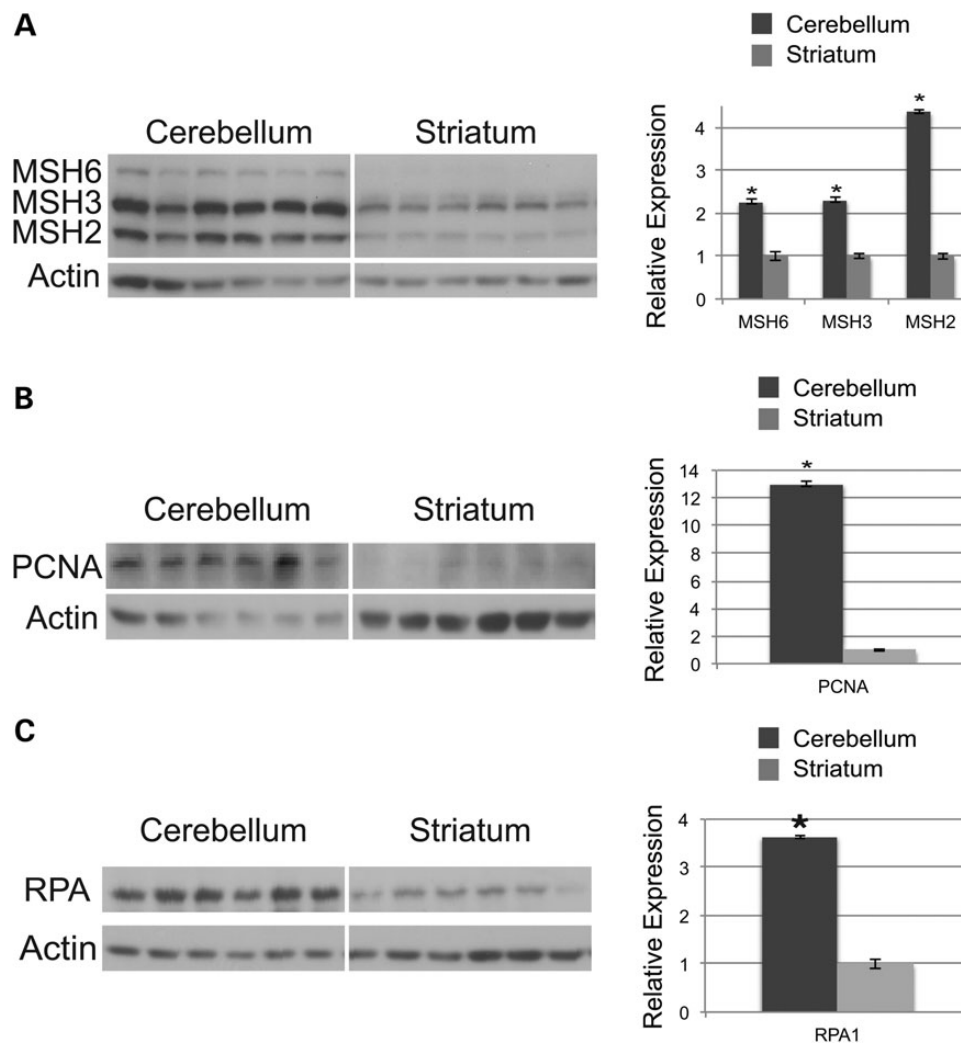 A
Cerebellum
Striatum
Cerebellum Striatum
MSH6
MSH3
MSH2
Actin
Relative Expression
4
3
2
1
0
* * *
MSH6 MSH3 MSH2
B
Cerebellum
Striatum
Cerebellum Striatum
PCNA
Actin
Relative Expression
14
12
10
8
6
4
2
0
*
PCNA
C
Cerebellum
Striatum
Cerebellum Striatum
RPA
Actin
Relative Expression
4
3
2
1
0
*
RPA1